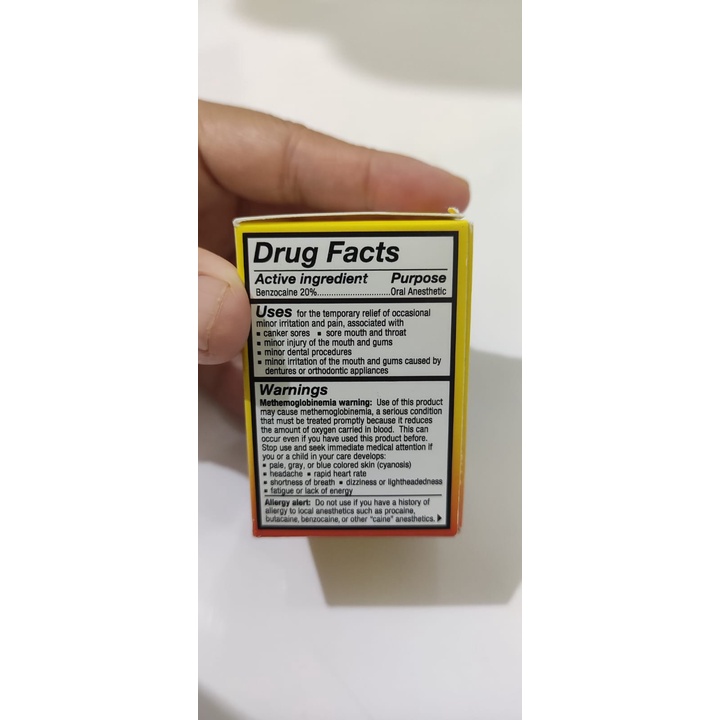 Drug Facts
Active ingredient Purpose
Benzocaine 20%..............................Oral Anesthetic
Uses for the temporary relief of occasional
minor irritation and pain, associated with
▪ canker sores ▪ sore mouth and throat
▪ minor injury of the mouth and gums
▪ minor dental procedures
▪ minor irritation of the mouth and gums caused by
dentures or orthodontic appliances
Warnings
Methemoglobinemia warning: Use of this product
may cause methemoglobinemia, a serious condition
that must be treated promptly because it reduces
the amount of oxygen carried in blood. This can
occur even if you have used this product before.
Stop use and seek immediate medical attention if
you or a child in your care develops:
▪ pale, gray, or blue colored skin (cyanosis)
▪ headache ▪ rapid heart rate
▪ shortness of breath ▪ dizziness or lightheadedness
▪ fatigue or lack of energy
Allergy alert: Do not use if you have a history of
allergy to local anesthetics such as procaine,
butacaine, benzocaine, or other "caine" anesthetics.